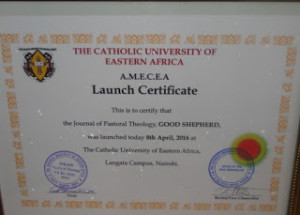 THE CATHOLIC UNIVERSITY OF
EASTERN AFRICA
A.M.E.C.E.A
Launch Certificate
This is to certify that
the Journal of Pastoral Theology, GOOD SHEPHERD,
was launched today 8th April, 2016 at
The Catholic University of Eastern Africa,
Langata Campus, Nairobi.